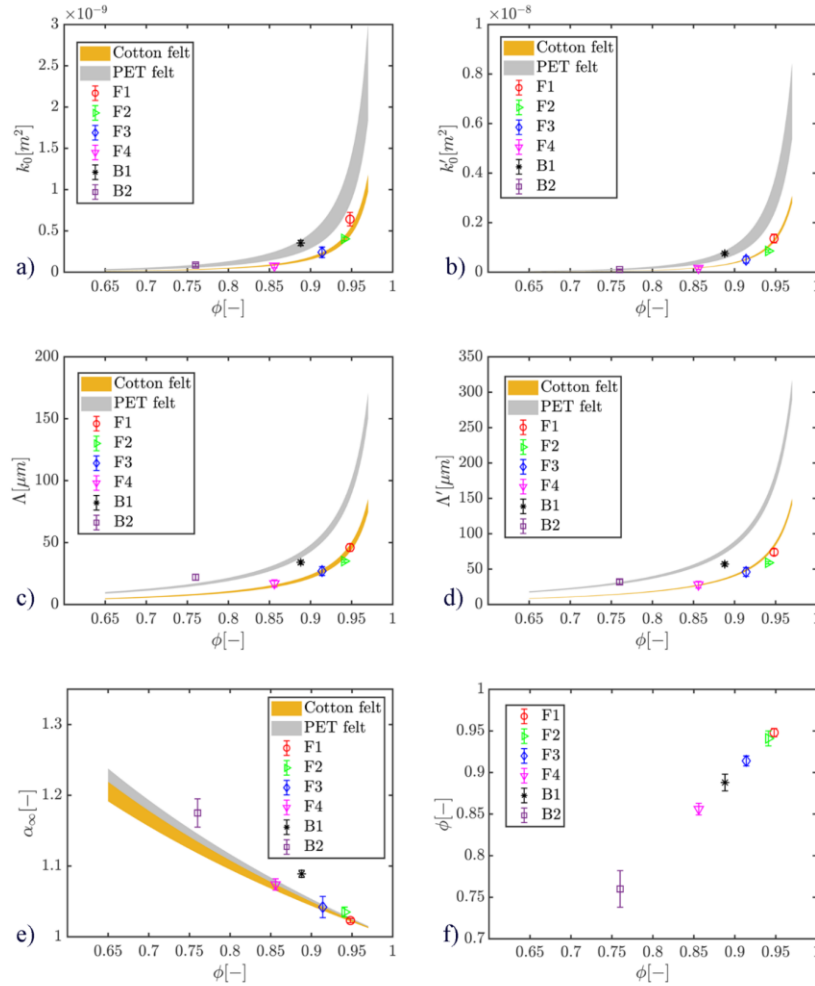 ×10⁻⁹
3
2.5
2
1.5
1
0.5
0
k₀[m²]
Cotton felt
PET felt
F1
F2
F3
F4
B1
B2
0.65 0.7 0.75 0.8 0.85 0.9 0.95 1
ϕ[-]
a)
×10⁻⁸
1
0.8
0.6
0.4
0.2
0
k₀′[m²]
Cotton felt
PET felt
F1
F2
F3
F4
B1
B2
0.65 0.7 0.75 0.8 0.85 0.9 0.95 1
ϕ[-]
b)
200
150
100
50
0
Λ[μm]
Cotton felt
PET felt
F1
F2
F3
F4
B1
B2
0.65 0.7 0.75 0.8 0.85 0.9 0.95 1
ϕ[-]
c)
350
300
250
200
150
100
50
0
Λ′[μm]
Cotton felt
PET felt
F1
F2
F3
F4
B1
B2
0.65 0.7 0.75 0.8 0.85 0.9 0.95 1
ϕ[-]
d)
1.3
1.2
1.1
1
α∞[-]
Cotton felt
PET felt
F1
F2
F3
F4
B1
B2
0.65 0.7 0.75 0.8 0.85 0.9 0.95 1
ϕ[-]
e)
1
0.95
0.9
0.85
0.8
0.75
0.7
ϕ[-]
F1
F2
F3
F4
B1
B2
0.65 0.7 0.75 0.8 0.85 0.9 0.95 1
ϕ[-]
f)